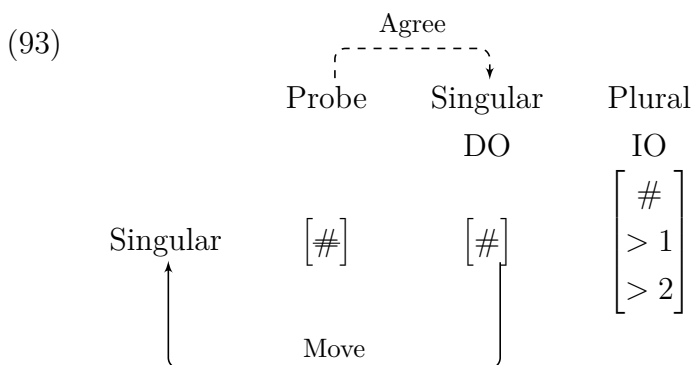 Agree
(93)
Probe Singular Plural
DO IO
Singular [#] [#] [# > 1 > 2]
Move